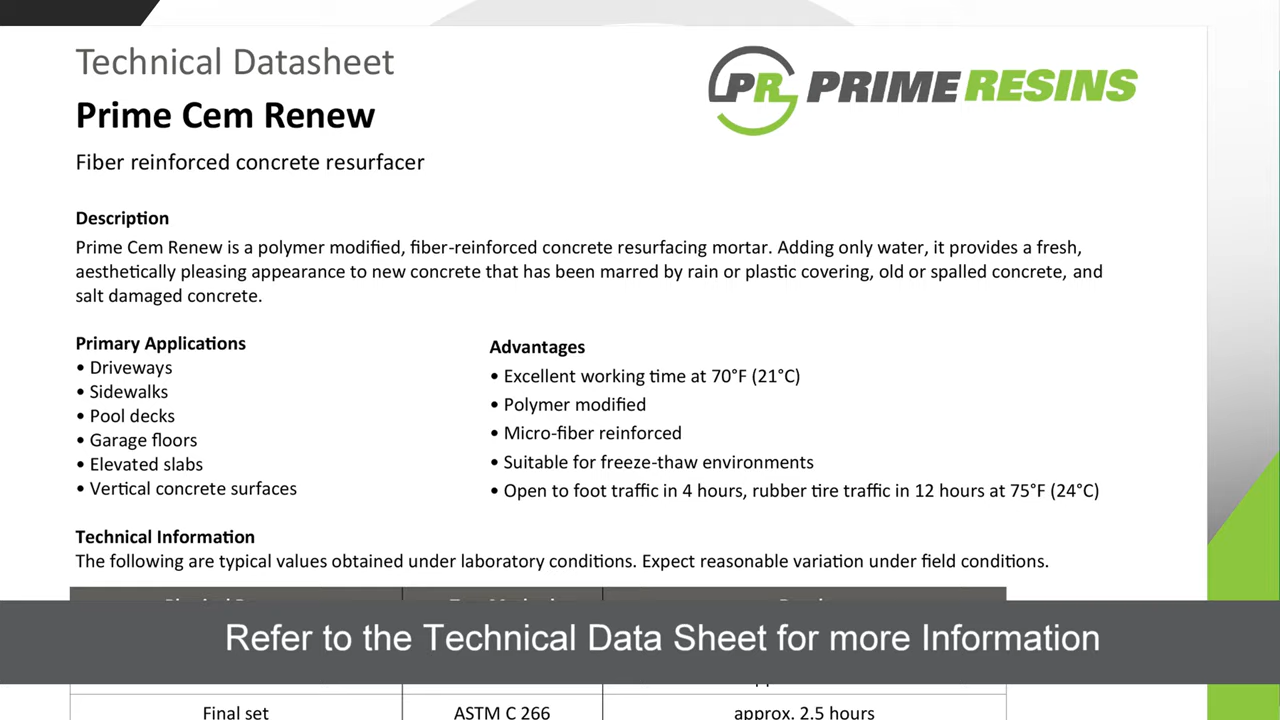 Technical Datasheet
PR PRIME RESINS
Prime Cem Renew
Fiber reinforced concrete resurfacer
Description
Prime Cem Renew is a polymer modified, fiber-reinforced concrete resurfacing mortar. Adding only water, it provides a fresh,
aesthetically pleasing appearance to new concrete that has been marred by rain or plastic covering, old or spalled concrete, and
salt damaged concrete.
Primary Applications
• Driveways
• Sidewalks
• Pool decks
• Garage floors
• Elevated slabs
• Vertical concrete surfaces
Advantages
• Excellent working time at 70°F (21°C)
• Polymer modified
• Micro-fiber reinforced
• Suitable for freeze-thaw environments
• Open to foot traffic in 4 hours, rubber tire traffic in 12 hours at 75°F (24°C)
Technical Information
The following are typical values obtained under laboratory conditions. Expect reasonable variation under field conditions.
Refer to the Technical Data Sheet for more Information
Final set ASTM C 266 approx. 2.5 hours